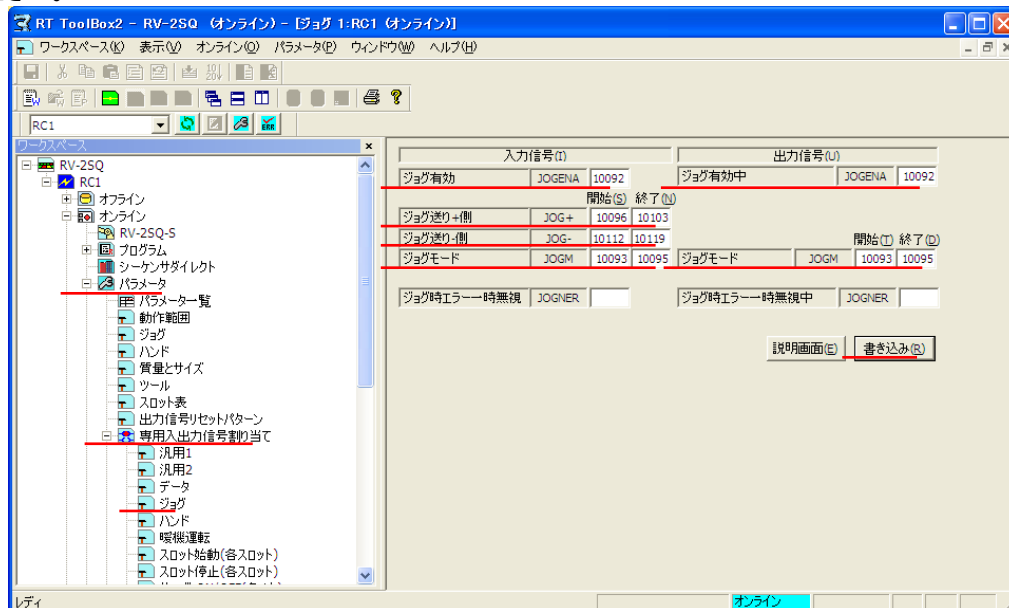 RT ToolBox2 - RV-2SQ (オンライン) - [ジョグ 1:RC1 (オンライン)]
ワークスペース(K) 表示(V) オンライン(O) パラメータ(P) ウィンドウ(W) ヘルプ(H)
RC1
ワークスペース
RV-2SQ
RC1
オフライン
オンライン
RV-2SQ-S
プログラム
シーケンサダイレクト
パラメータ
パラメータ一覧
動作範囲
ジョグ
ハンド
質量とサイズ
ツール
スロット表
出力信号リセットパターン
専用入出力信号割り当て
汎用1
汎用2
データ
ジョグ
ハンド
暖機運転
スロット始動(各スロット)
スロット停止(各スロット)
入力信号(I) 出力信号(U)
ジョグ有効 JOGENA 10092 ジョグ有効中 JOGENA 10092
開始(S) 終了(N)
ジョグ送り+側 JOG+ 10096 10103
ジョグ送り-側 JOG- 10112 10119 開始(T) 終了(D)
ジョグモード JOGM 10093 10095 ジョグモード JOGM 10093 10095
ジョグ時エラー一時無視 JOGNER ジョグ時エラー一時無視中 JOGNER
説明画面(E) 書き込み(R)
レディ オンライン